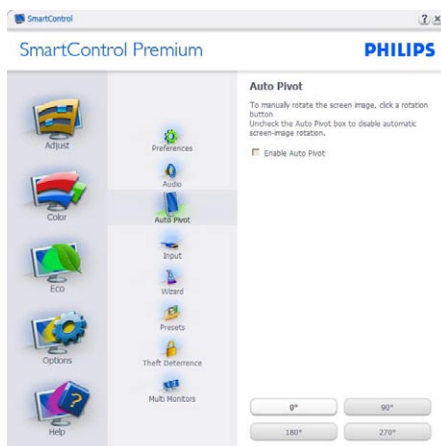 SmartControl
SmartControl Premium
PHILIPS
Adjust
Color
Eco
Options
Help
Preferences
Audio
Auto Pivot
Input
Wizard
Presets
Theft Deterrence
Multi Monitors
Auto Pivot
To manually rotate the screen image, click a rotation
button
Uncheck the Auto Pivot box to disable automatic
screen-image rotation.
Enable Auto Pivot
0°
90°
180°
270°